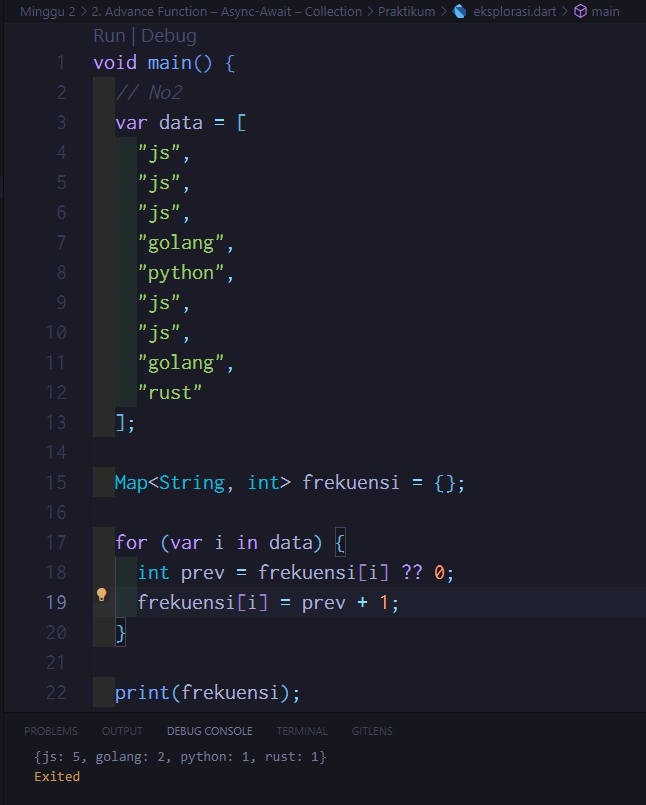 Minggu 2 > 2. Advance Function – Async-Await – Collection > Praktikum > eksplorasi.dart > main
Run | Debug
1 void main() {
2 // No2
3 var data = [
4 "js",
5 "js",
6 "js",
7 "golang",
8 "python",
9 "js",
10 "js",
11 "golang",
12 "rust"
13 ];
14
15 Map<String, int> frekuensi = {};
16
17 for (var i in data) {
18 int prev = frekuensi[i] ?? 0;
19 frekuensi[i] = prev + 1;
20 }
21
22 print(frekuensi);
PROBLEMS OUTPUT DEBUG CONSOLE TERMINAL GITLENS
{js: 5, golang: 2, python: 1, rust: 1}
Exited